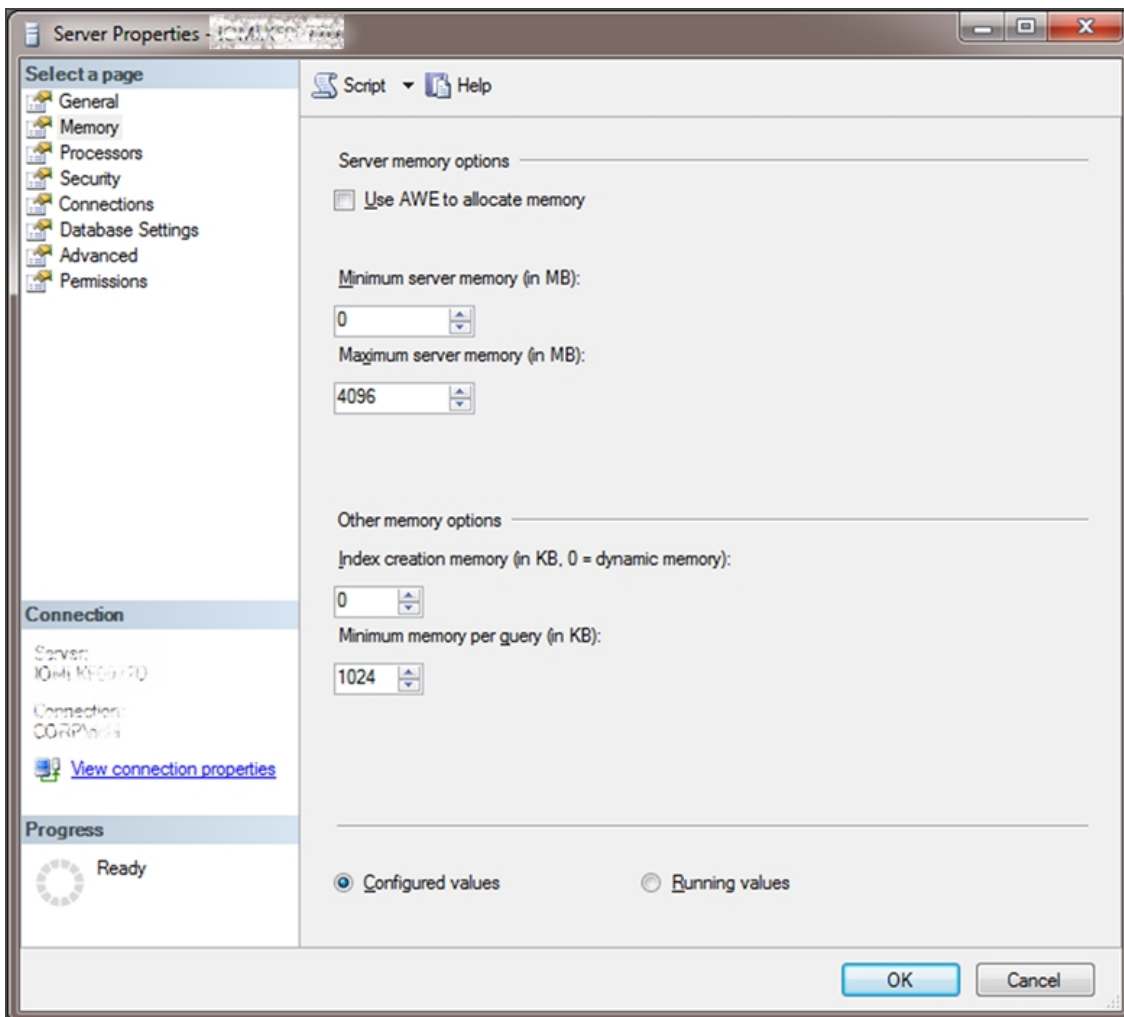 Server Properties -
Select a page
General
Memory
Processors
Security
Connections
Database Settings
Advanced
Permissions
Connection
Server:
Connection:
View connection properties
Progress
Ready
Script
Help
Server memory options
Use AWE to allocate memory
Minimum server memory (in MB):
0
Maximum server memory (in MB):
4096
Other memory options
Index creation memory (in KB, 0 = dynamic memory):
0
Minimum memory per query (in KB):
1024
Configured values
Running values
OK
Cancel